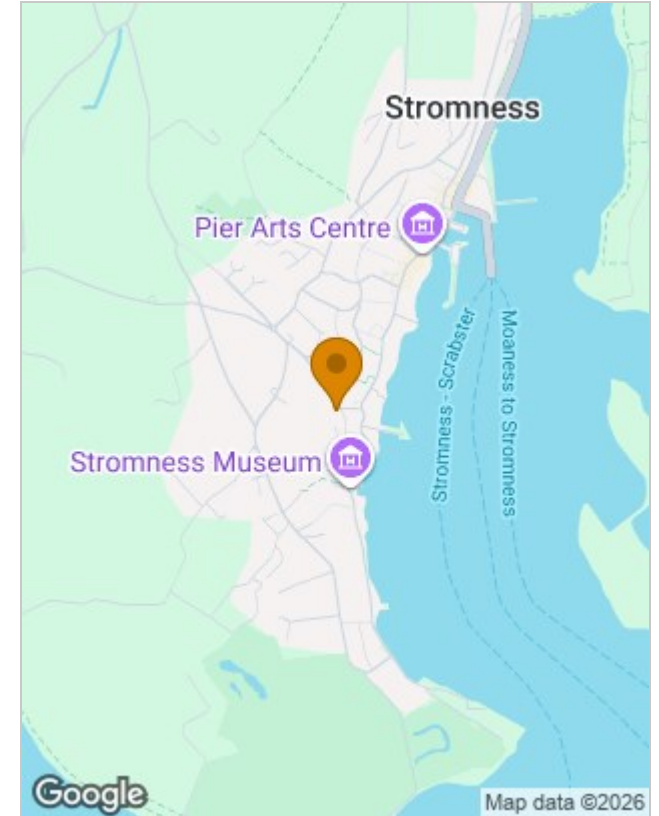 Stromness
Pier Arts Centre
Stromness - Scrabster
Moaness to Stromness
Stromness Museum
Google
Map data ©2026